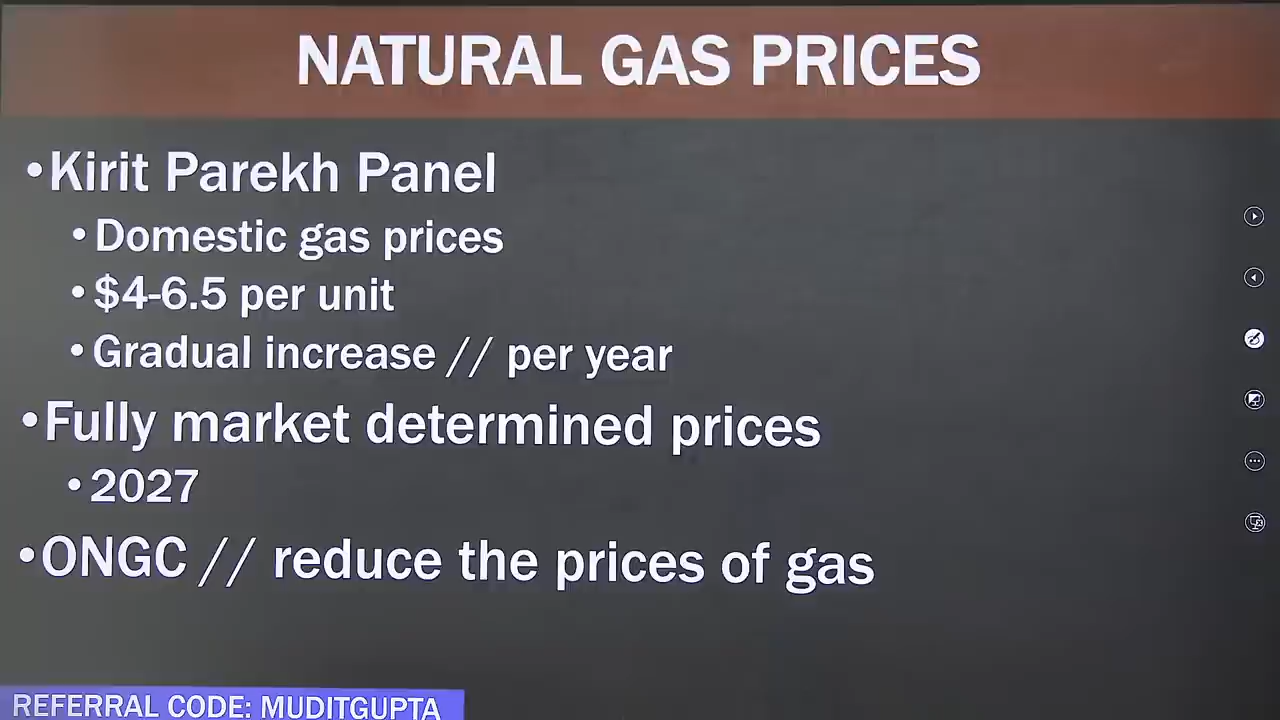 NATURAL GAS PRICES
•Kirit Parekh Panel
•Domestic gas prices
•$4-6.5 per unit
•Gradual increase // per year
•Fully market determined prices
•2027
•ONGC // reduce the prices of gas
REFERRAL CODE: MUDITGUPTA